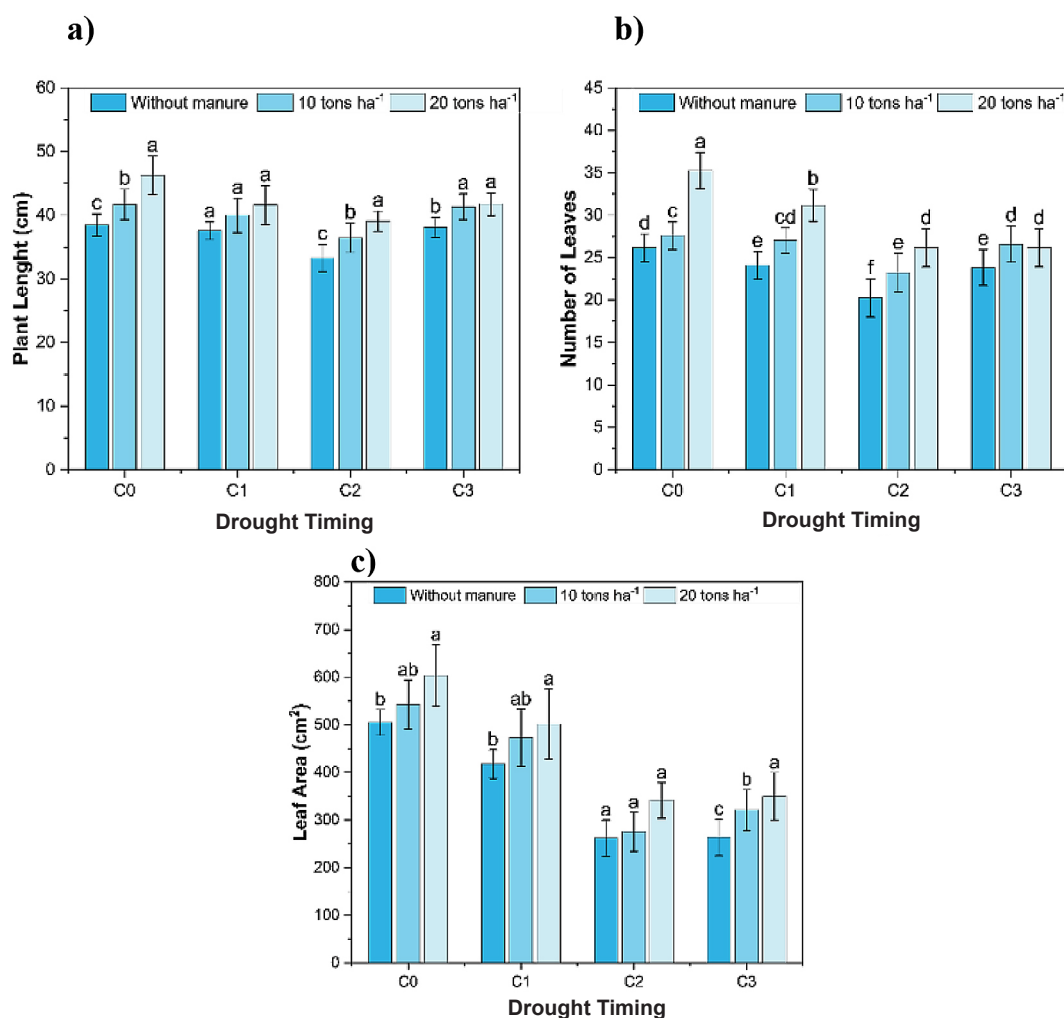 a)
60
50
40
30
20
10
0
Plant Lenght (cm)
Without manure 10 tons ha⁻¹ 20 tons ha⁻¹
c b a a a a c b a b a a
C0 C1 C2 C3
Drought Timing
b)
45
40
35
30
25
20
15
10
5
0
Number of Leaves
Without manure 10 tons ha⁻¹ 20 tons ha⁻¹
d c a e cd b f e d e d d
C0 C1 C2 C3
Drought Timing
c)
800
700
600
500
400
300
200
100
0
Leaf Area (cm²)
Without manure 10 tons ha⁻¹ 20 tons ha⁻¹
b ab a b ab a a a a c b a
C0 C1 C2 C3
Drought Timing